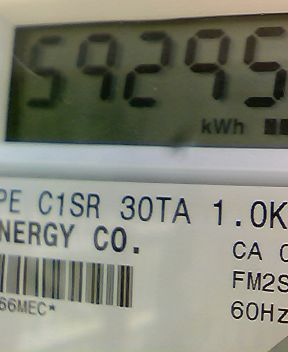 59295
kWh
PE C1SR 30TA 1.0K
NERGY CO.
CA
FM2S
66MEC*
60Hz